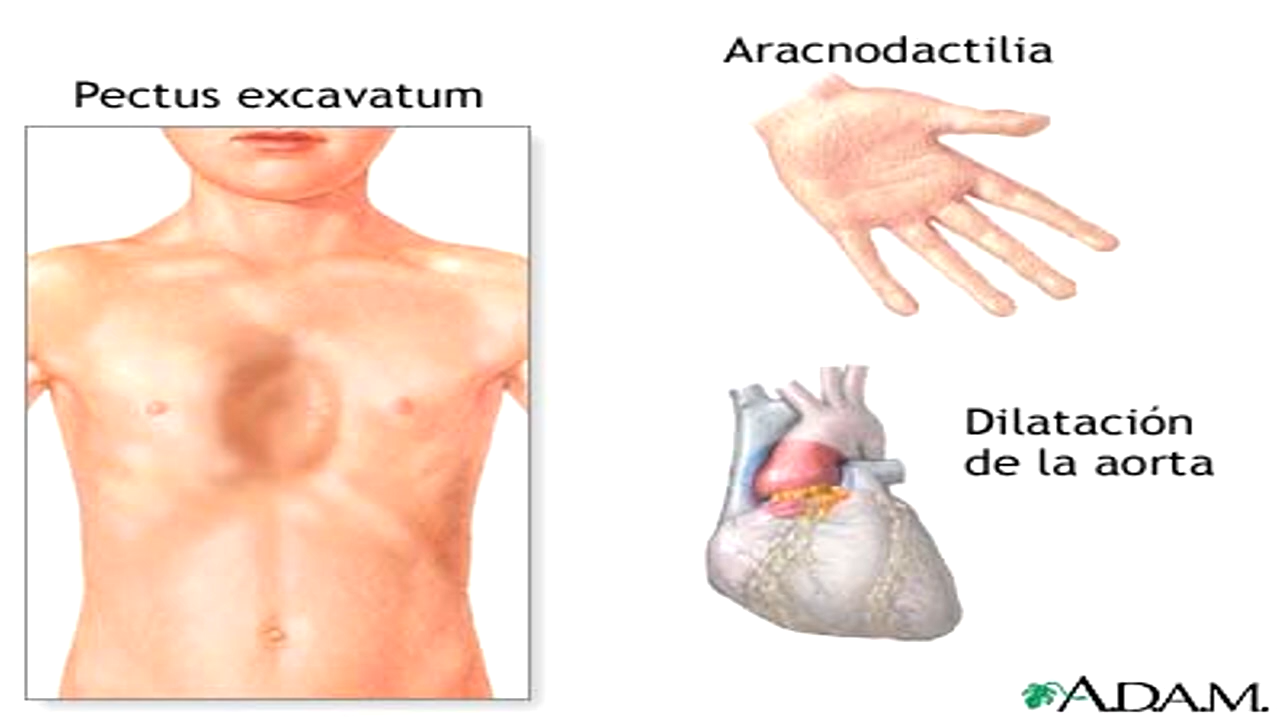 Pectus excavatum
Aracnodactilia
Dilatación
de la aorta
A.D.A.M.